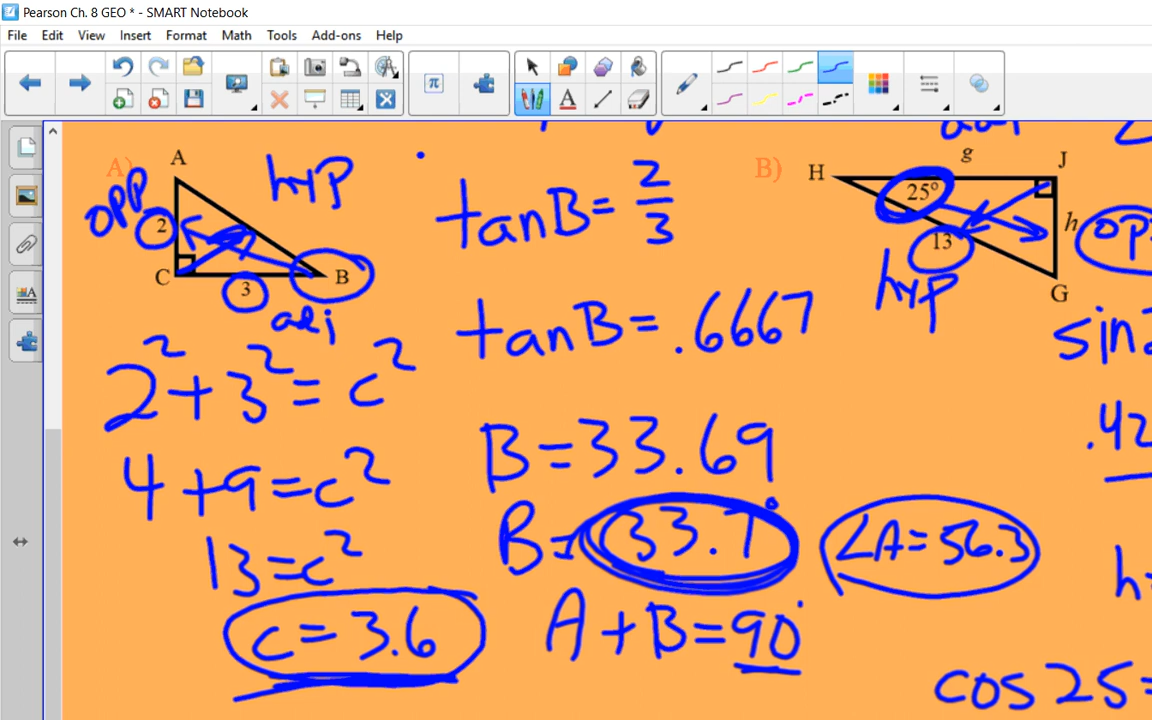 Pearson Ch. 8 GEO * - SMART Notebook
File Edit View Insert Format Math Tools Add-ons Help
π
A
A)
A
hyp
opp
2
C
3
B
adj
2² + 3² = c²
4 + 9 = c²
13 = c²
c = 3.6
tan B = 2/3
tan B = .6667
B = 33.69
B = 33.7°
∠A = 56.3
A + B = 90°
B)
H
g
J
25°
h
13
opp
hyp
G
sin
.42
h
cos 25 =